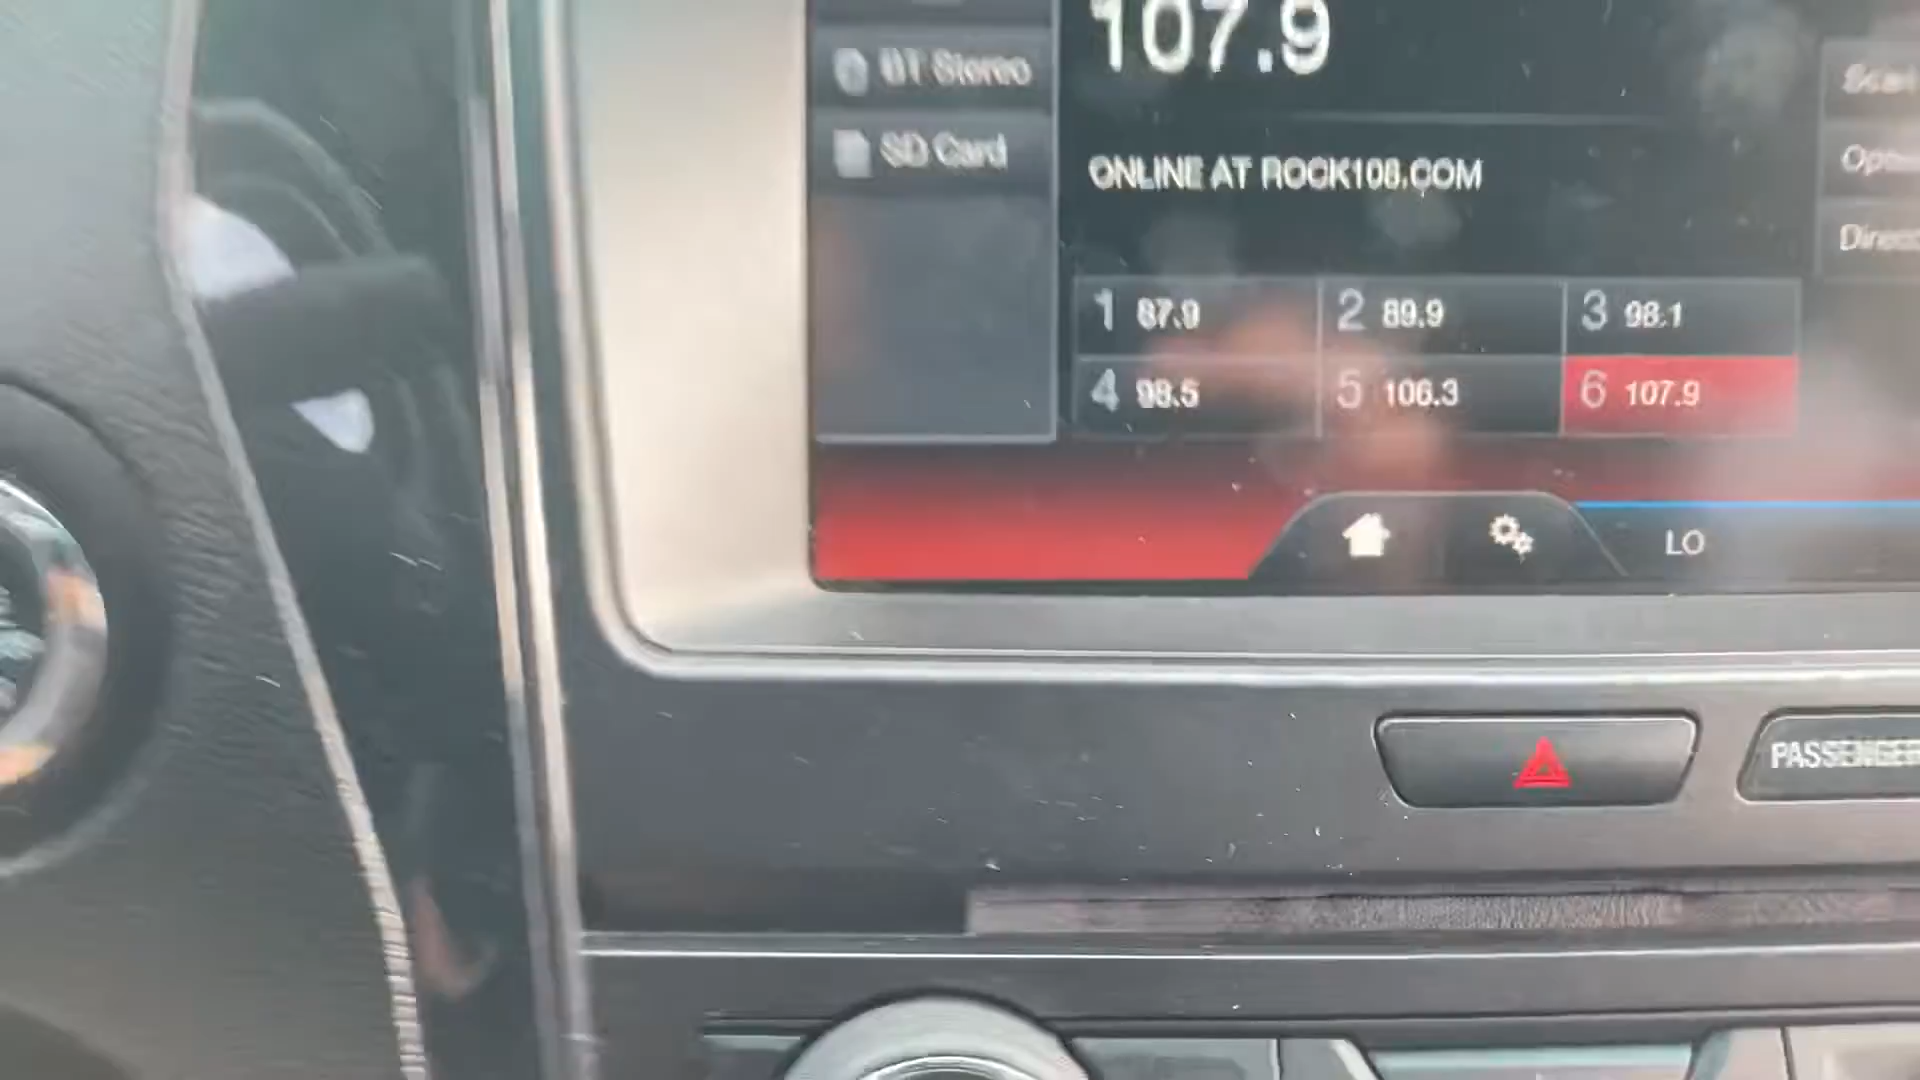 107.9
BT Stereo
SD Card
Scan
ONLINE AT ROCK108.COM
1 87.9
2 89.9
3 98.1
4 98.5
5 106.3
6 107.9
LO
PASSENGER